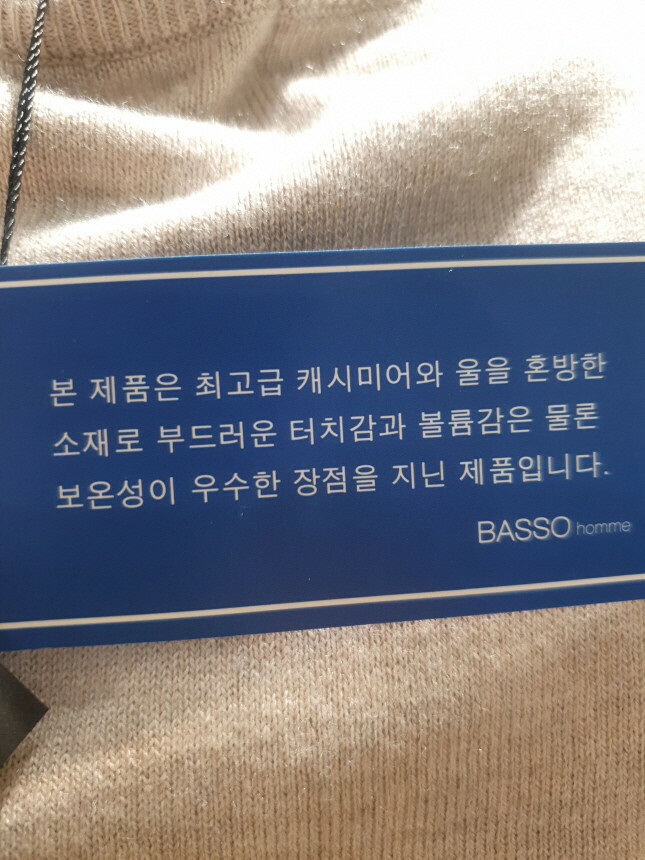 본 제품은 최고급 캐시미어와 울을 혼방한
소재로 부드러운 터치감과 볼륨감은 물론
보온성이 우수한 장점을 지닌 제품입니다.
BASSO homme